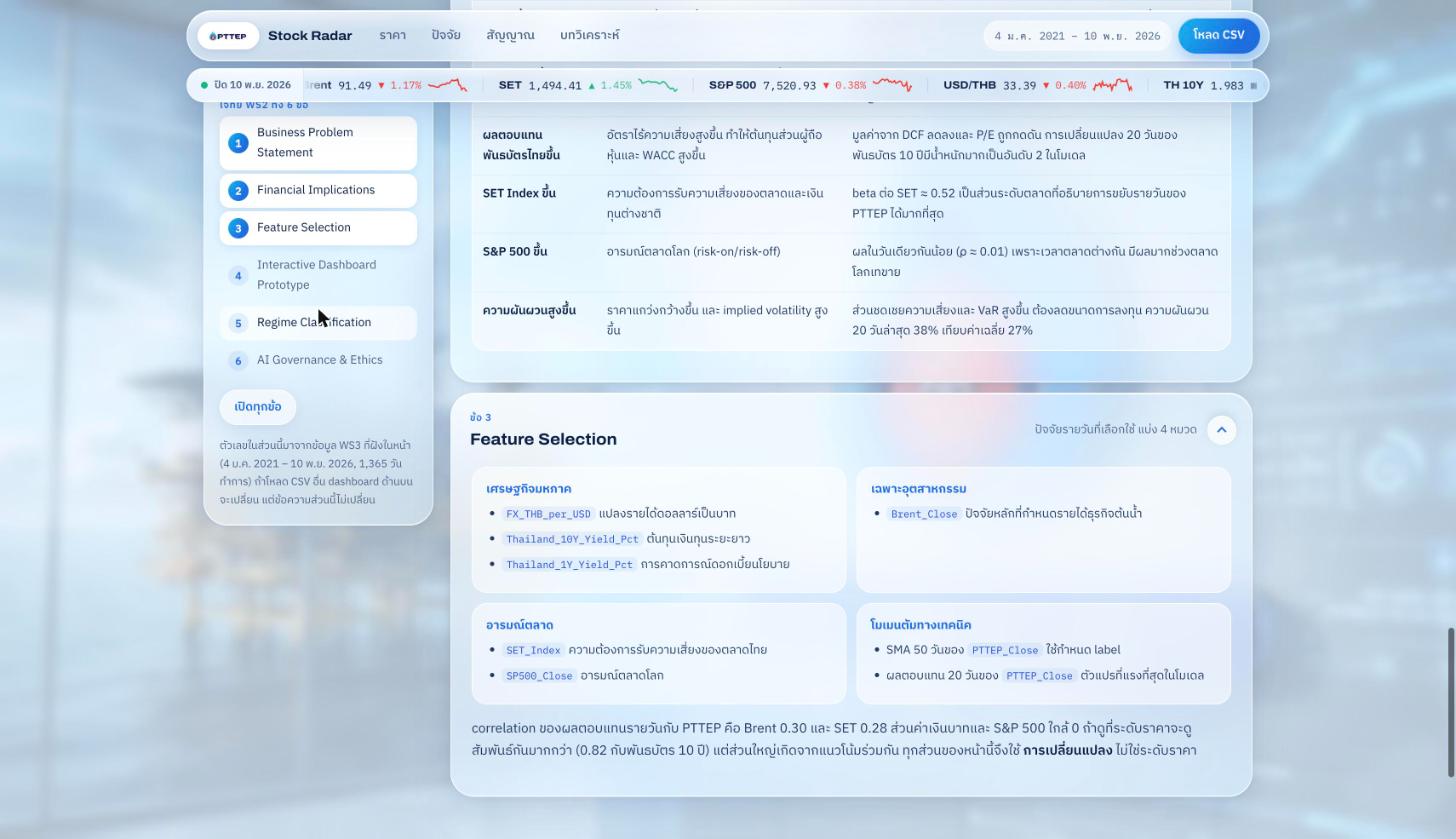 PTTEP Stock Radar ราคา ปัจจัย สัญญาณ บทวิเคราะห์ 4 ม.ค. 2021 – 10 พ.ย. 2026 โหลด CSV
ปิด 10 พ.ย. 2026 Brent 91.49 ▼ 1.17% SET 1,494.41 ▲ 1.45% S&P 500 7,520.93 ▼ 0.38% USD/THB 33.39 ▼ 0.40% TH 10Y 1.983
โจทย์ WS2 ทั้ง 6 ข้อ
1 Business Problem
Statement
2 Financial Implications
3 Feature Selection
4 Interactive Dashboard
Prototype
5 Regime Classification
6 AI Governance & Ethics
เปิดทุกข้อ
ตัวเลขในส่วนนี้มาจากข้อมูล WS3 ที่ฝังในหน้า
(4 ม.ค. 2021 – 10 พ.ย. 2026, 1,365 วัน
ทำการ) ถ้าโหลด CSV อื่น dashboard ด้านบน
จะเปลี่ยน แต่ข้อความส่วนนี้ไม่เปลี่ยน
ผลตอบแทน อัตราไร้ความเสี่ยงสูงขึ้น ทำให้ต้นทุนส่วนผู้ถือ มูลค่าจาก DCF ลดลงและ P/E ถูกกดดัน การเปลี่ยนแปลง 20 วันของ
พันธบัตรไทยขึ้น หุ้นและ WACC สูงขึ้น พันธบัตร 10 ปีมีน้ำหนักมากเป็นอันดับ 2 ในโมเดล
SET Index ขึ้น ความต้องการรับความเสี่ยงของตลาดและเงิน beta ต่อ SET ≈ 0.52 เป็นส่วนระดับตลาดที่อธิบายการขยับรายวันของ
ทุนต่างชาติ PTTEP ได้มากที่สุด
S&P 500 ขึ้น อารมณ์ตลาดโลก (risk-on/risk-off) ผลในวันเดียวกันน้อย (ρ ≈ 0.01) เพราะเวลาตลาดต่างกัน มีผลมากช่วงตลาด
โลกเทขาย
ความผันผวนสูงขึ้น ราคาแกว่งกว้างขึ้น และ implied volatility สูง ส่วนชดเชยความเสี่ยงและ VaR สูงขึ้น ต้องลดขนาดการลงทุน ความผันผวน
ขึ้น 20 วันล่าสุด 38% เทียบค่าเฉลี่ย 27%
ข้อ 3
Feature Selection ปัจจัยรายวันที่เลือกใช้ แบ่ง 4 หมวด
เศรษฐกิจมหภาค
• FX_THB_per_USD แปลงรายได้ดอลลาร์เป็นบาท
• Thailand_10Y_Yield_Pct ต้นทุนเงินทุนระยะยาว
• Thailand_1Y_Yield_Pct การคาดการณ์ดอกเบี้ยนโยบาย
เฉพาะอุตสาหกรรม
• Brent_Close ปัจจัยหลักที่กำหนดรายได้ธุรกิจต้นน้ำ
อารมณ์ตลาด
• SET_Index ความต้องการรับความเสี่ยงของตลาดไทย
• SP500_Close อารมณ์ตลาดโลก
โมเมนตัมทางเทคนิค
• SMA 50 วันของ PTTEP_Close ใช้กำหนด label
• ผลตอบแทน 20 วันของ PTTEP_Close ตัวแปรที่แรงที่สุดในโมเดล
correlation ของผลตอบแทนรายวันกับ PTTEP คือ Brent 0.30 และ SET 0.28 ส่วนค่าเงินบาทและ S&P 500 ใกล้ 0 ถ้าดูที่ระดับราคาจะดู
สัมพันธ์กันมากกว่า (0.82 กับพันธบัตร 10 ปี) แต่ส่วนใหญ่เกิดจากแนวโน้มร่วมกัน ทุกส่วนของหน้านี้จึงใช้ การเปลี่ยนแปลง ไม่ใช่ระดับราคา